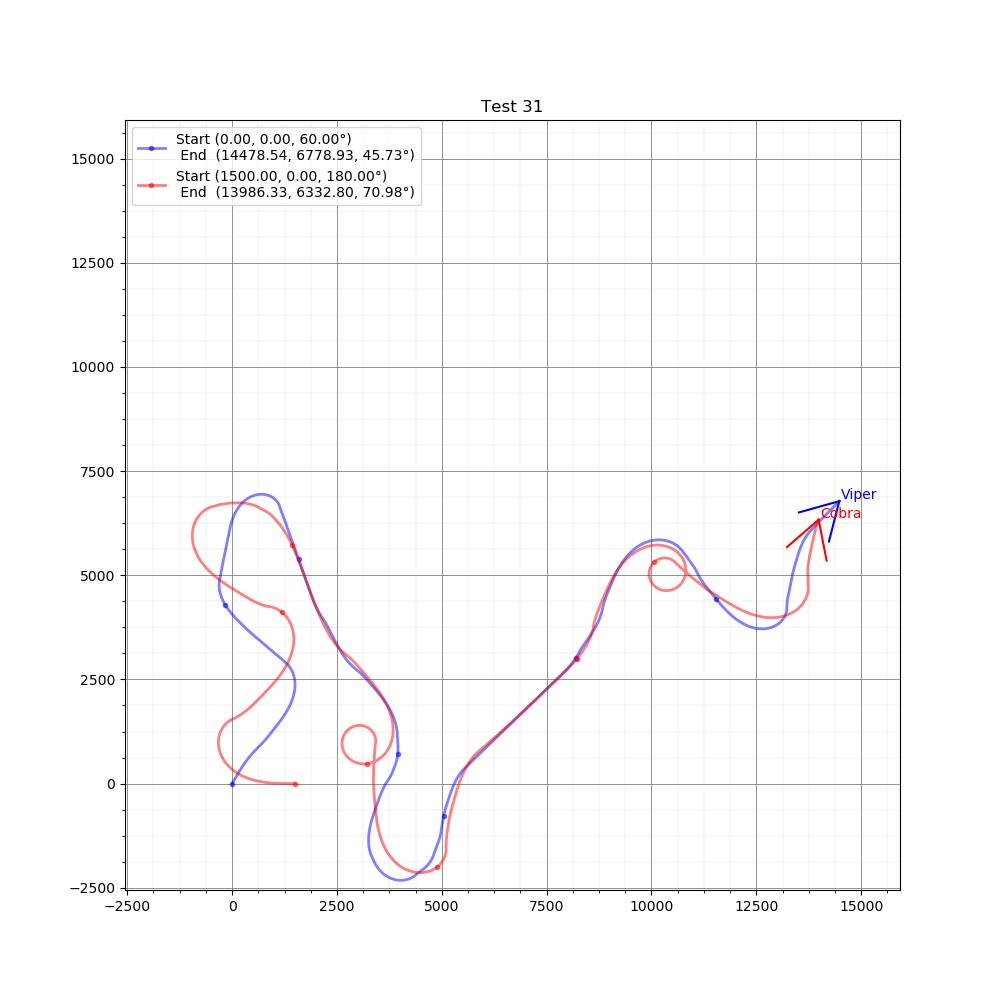 Test 31
Start (0.00, 0.00, 60.00°)
End  (14478.54, 6778.93, 45.73°)
Start (1500.00, 0.00, 180.00°)
End  (13986.33, 6332.80, 70.98°)
15000
12500
10000
7500
5000
2500
0
−2500
Viper
Cobra
−2500 0 2500 5000 7500 10000 12500 15000